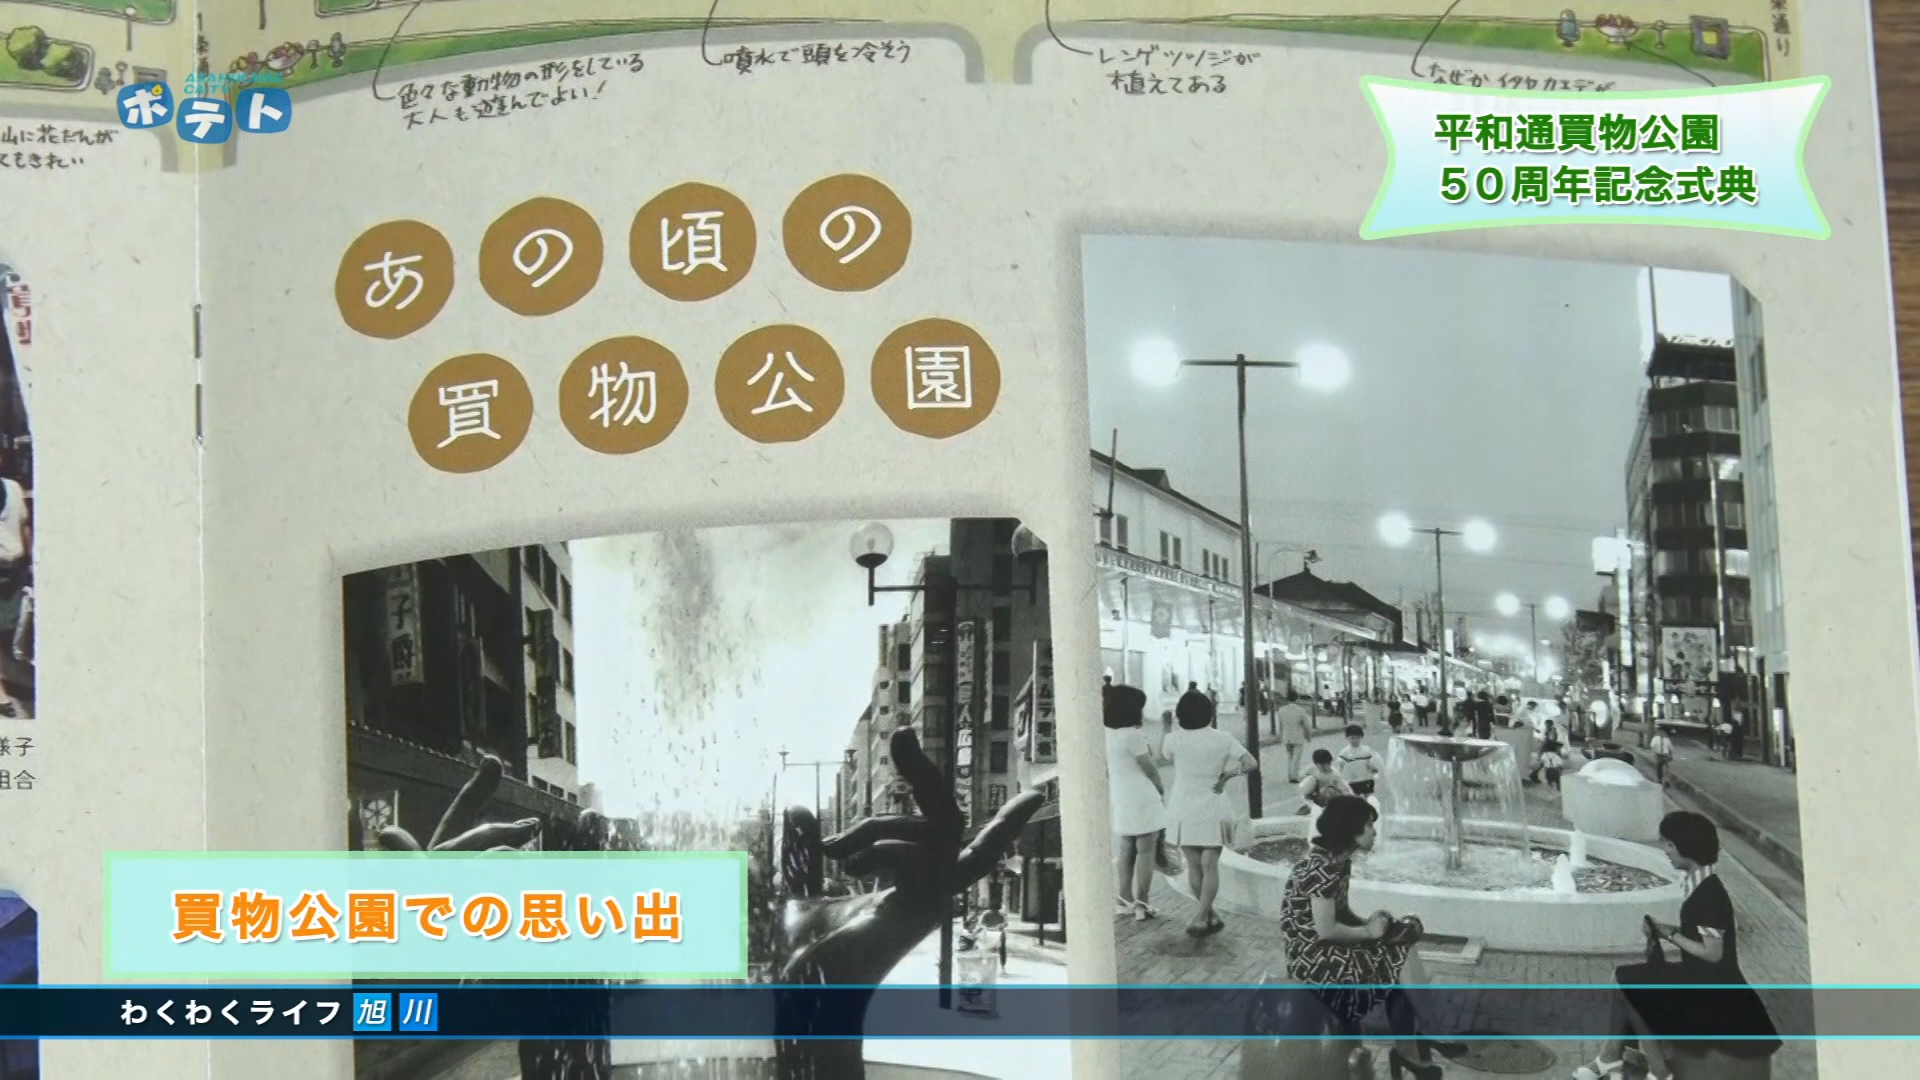 色々な動物の形をしている
大人も遊んでよい！
噴水で頭を冷そう
レンゲツツジが
植えてある
なぜかイタヤカエデが
山に花だんが
てもきれい
ASAHIKAWA
CATV
ポテト
平和通買物公園
５０周年記念式典
あの頃の
買物公園
様子
組合
買物公園での思い出
わくわくライフ旭川